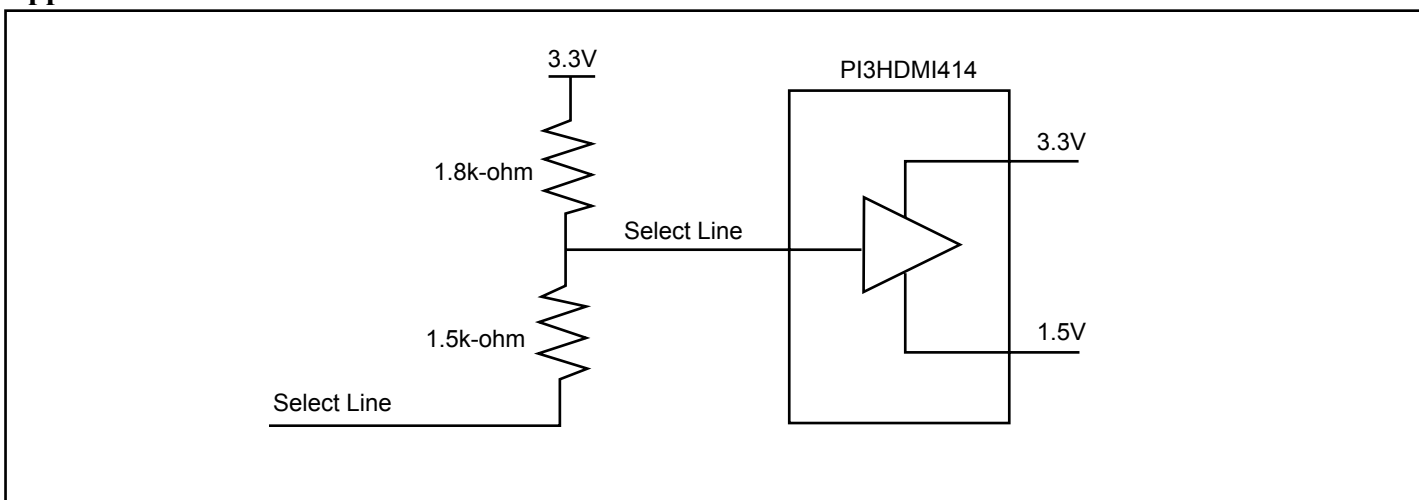 3.3V
PI3HDMI414
3.3V
1.8k-ohm
Select Line
1.5k-ohm
1.5V
Select Line